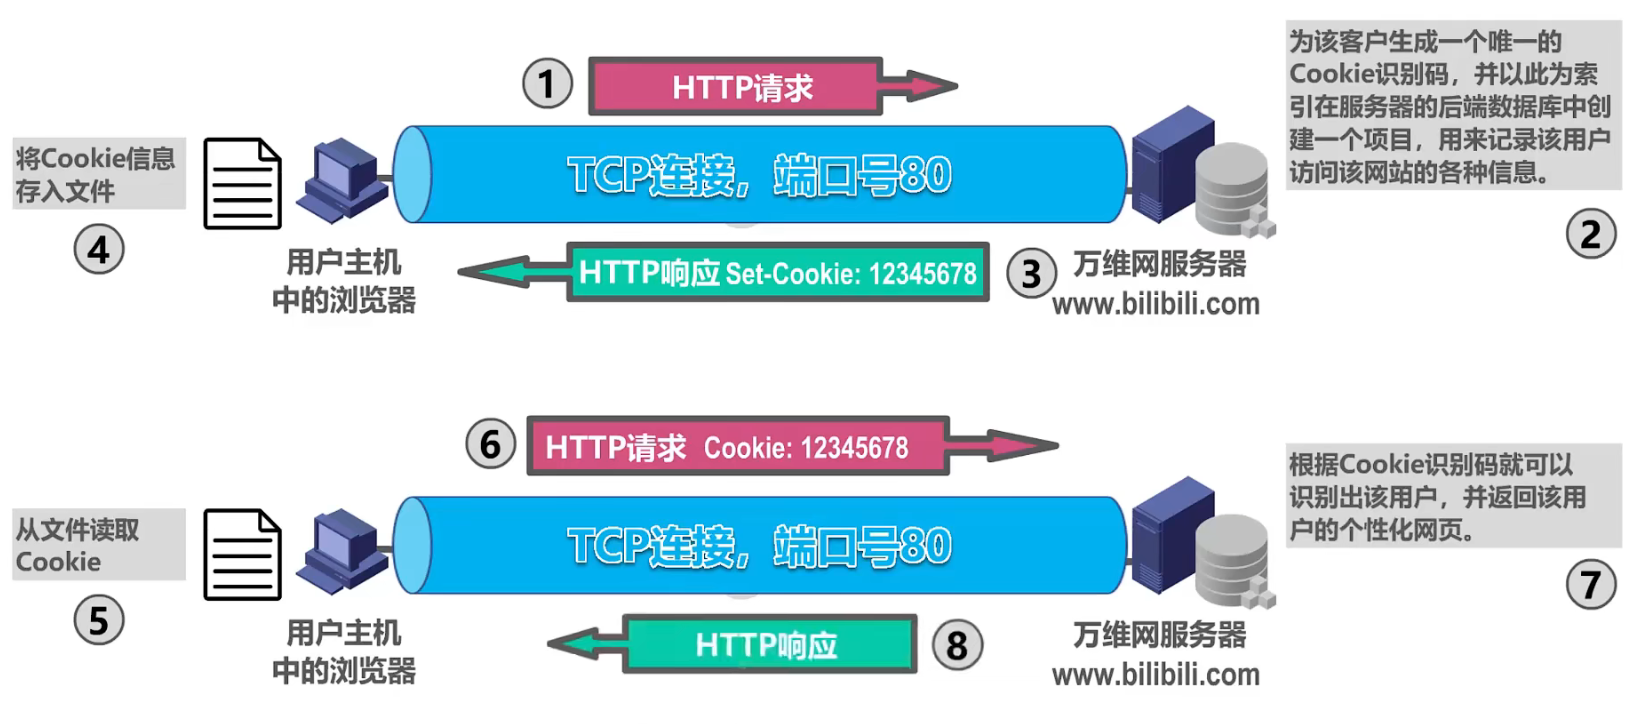 ①
HTTP请求
为该客户生成一个唯一的
Cookie识别码，并以此为索
引在服务器的后端数据库中创
建一个项目，用来记录该用户
访问该网站的各种信息。
②
将Cookie信息
存入文件
④
TCP连接，端口号80
用户主机
中的浏览器
HTTP响应 Set-Cookie: 12345678
③
万维网服务器
www.bilibili.com
⑥
HTTP请求 Cookie: 12345678
根据Cookie识别码就可以
识别出该用户，并返回该用
户的个性化网页。
⑦
从文件读取
Cookie
⑤
TCP连接，端口号80
用户主机
中的浏览器
HTTP响应
⑧
万维网服务器
www.bilibili.com